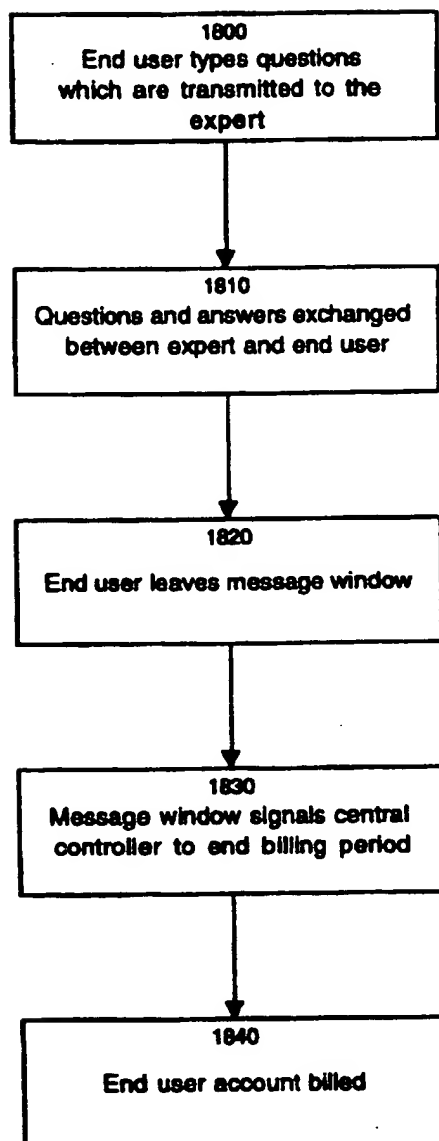 1800
End user types questions
which are transmitted to the
expert
1810
Questions and answers exchanged
between expert and end user
1820
End user leaves message window
1830
Message window signals central
controller to end billing period
1840
End user account billed